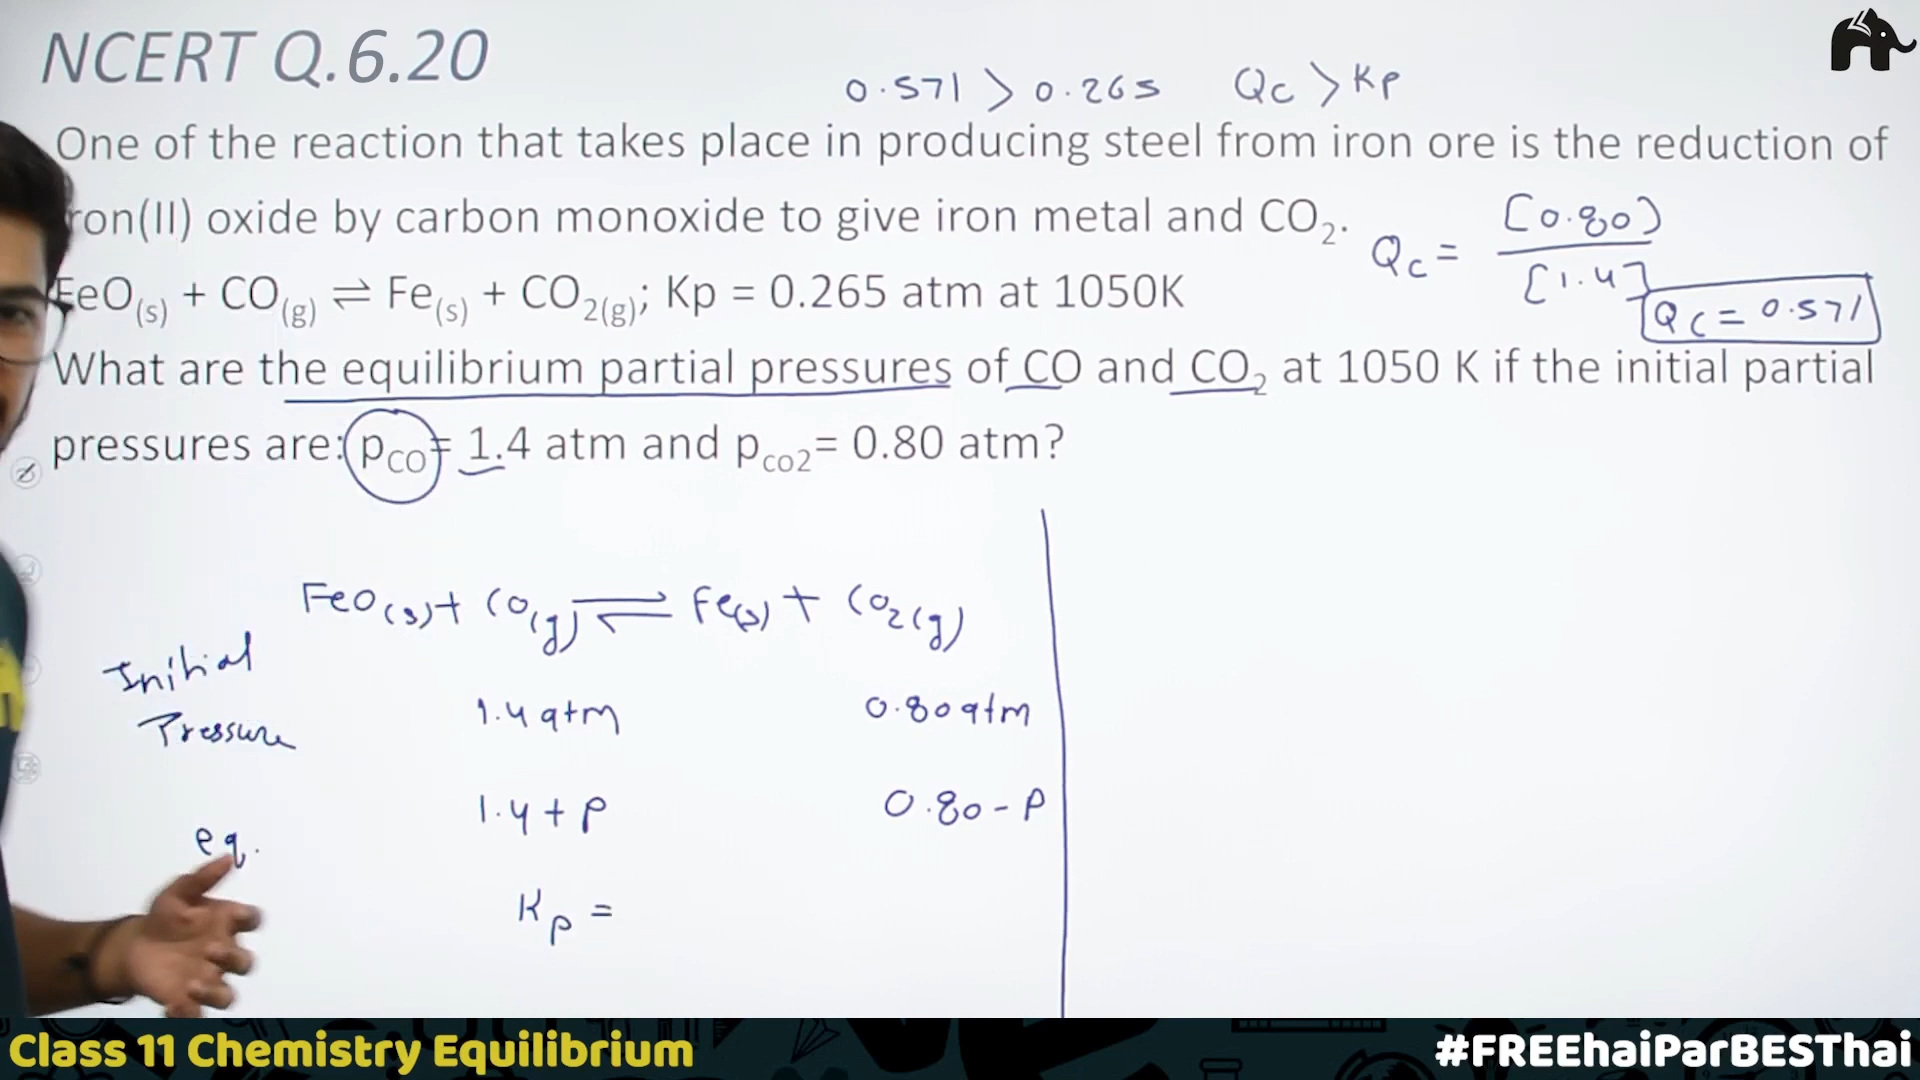 NCERT Q.6.20
0.571 > 0.265 Qc > Kp
One of the reaction that takes place in producing steel from iron ore is the reduction of
ron(II) oxide by carbon monoxide to give iron metal and CO₂.
Qc = [0.80] / [1.4]
FeO(s) + CO(g) ⇌ Fe(s) + CO₂(g); Kp = 0.265 atm at 1050K
Qc = 0.571
What are the equilibrium partial pressures of CO and CO₂ at 1050 K if the initial partial
pressures are: pCO = 1.4 atm and pco2 = 0.80 atm?
FeO(s) + CO(g) ⇌ Fe(s) + CO₂(g)
Initial
Pressure 1.4 atm 0.80 atm
eq. 1.4 + p 0.80 - p
Kp =
Class 11 Chemistry Equilibrium
#FREEhaiParBESThai